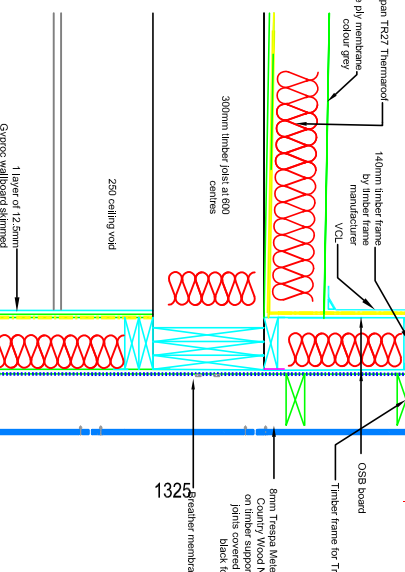 pan TR27 Thermaroof
e ply membrane
colour grey
140mm timber frame
by timber frame
manufacturer
VCL
300mm timber joist at 600
centres
250 ceiling void
1 layer of 12.5mm
Gyproc wallboard skimmed
OSB board
Timber frame for Tr
8mm Trespa Mete
Country Wood N
on timber suppor
joints covered
black fo
Breather membra
1325